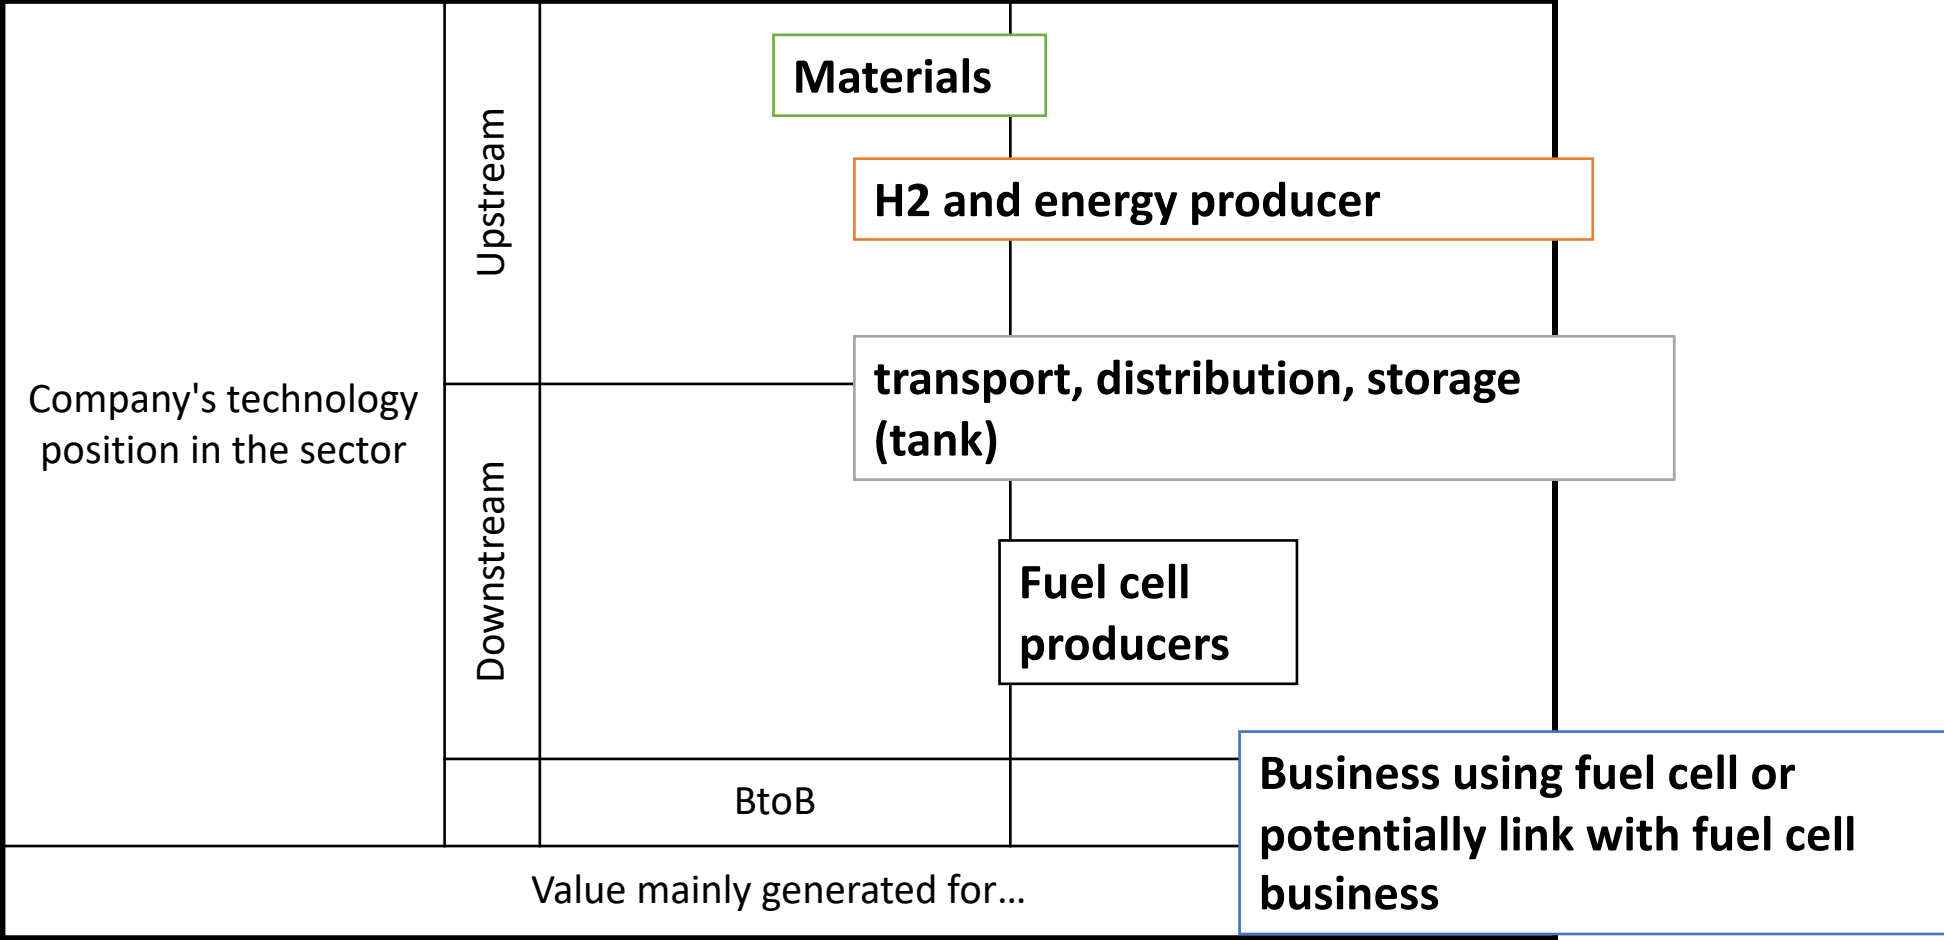 Materials
Upstream
H2 and energy producer
Company's technology
position in the sector
transport, distribution, storage
(tank)
Downstream
Fuel cell
producers
BtoB
Business using fuel cell or
potentially link with fuel cell
business
Value mainly generated for...